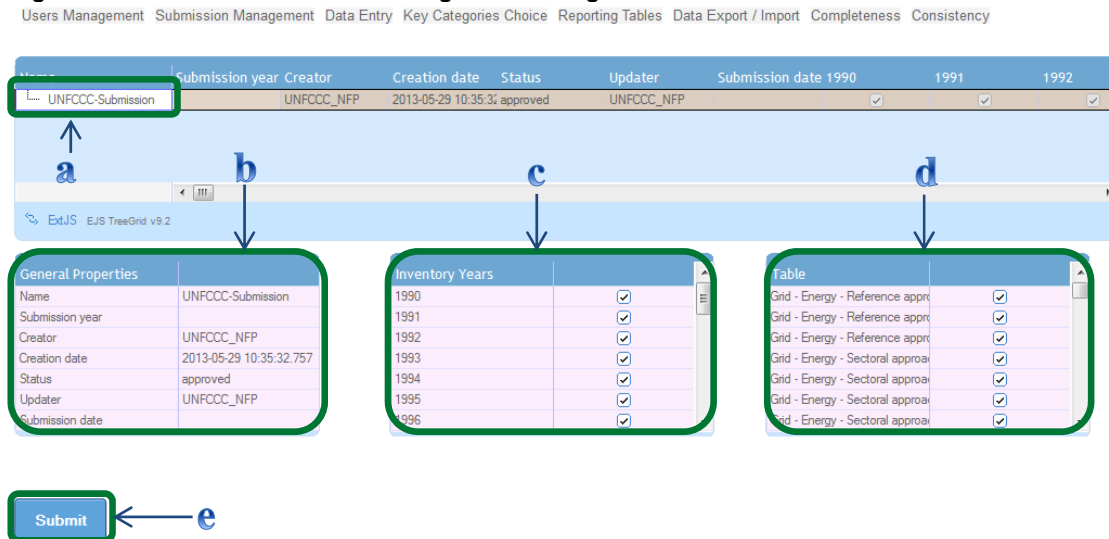 Users Management Submission Management Data Entry Key Categories Choice Reporting Tables Data Export / Import Completeness Consistency
Name Submission year Creator Creation date Status Updater Submission date 1990 1991 1992
UNFCCC-Submission UNFCCC_NFP 2013-05-29 10:35:32 approved UNFCCC_NFP
a b c d
ExtJS EJS TreeGrid v9.2
General Properties
Name UNFCCC-Submission
Submission year
Creator UNFCCC_NFP
Creation date 2013-05-29 10:35:32.757
Status approved
Updater UNFCCC_NFP
Submission date
Inventory Years
1990
1991
1992
1993
1994
1995
1996
Table
Grid - Energy - Reference appro
Grid - Energy - Reference appro
Grid - Energy - Reference appro
Grid - Energy - Sectoral approa
Grid - Energy - Sectoral approa
Grid - Energy - Sectoral approa
Grid - Energy - Sectoral approa
Submit e